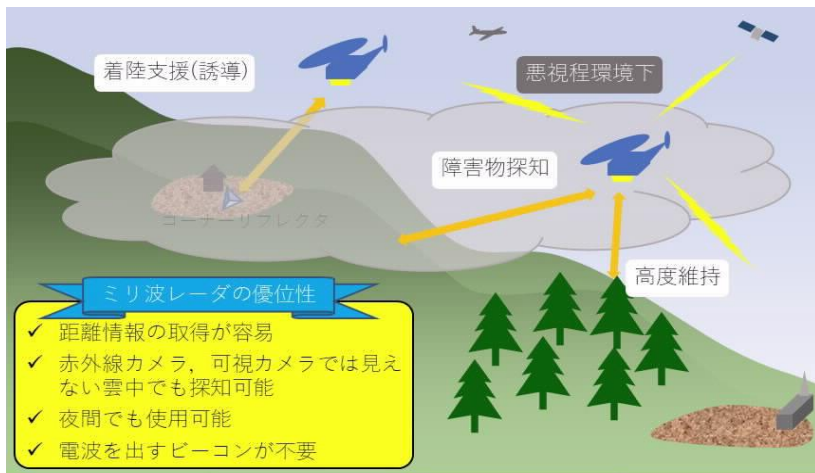 着陸支援(誘導)
悪視程環境下
障害物探知
コーナーリフレクタ
高度維持
ミリ波レーダの優位性
✓ 距離情報の取得が容易
✓ 赤外線カメラ，可視カメラでは見え
ない雲中でも探知可能
✓ 夜間でも使用可能
✓ 電波を出すビーコンが不要